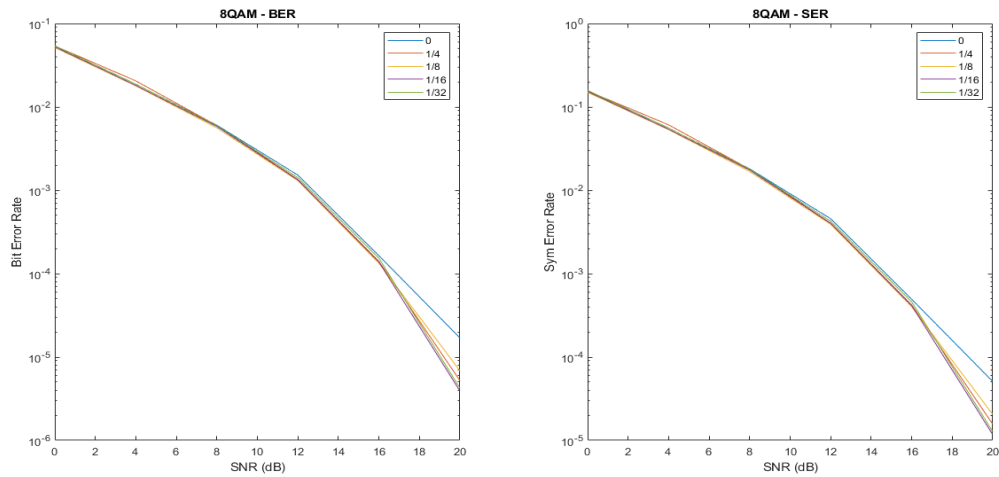 8QAM - BER
10^-1
10^-2
10^-3
10^-4
10^-5
10^-6
Bit Error Rate
0
1/4
1/8
1/16
1/32
0 2 4 6 8 10 12 14 16 18 20
SNR (dB)
8QAM - SER
10^0
10^-1
10^-2
10^-3
10^-4
10^-5
Sym Error Rate
0
1/4
1/8
1/16
1/32
0 2 4 6 8 10 12 14 16 18 20
SNR (dB)